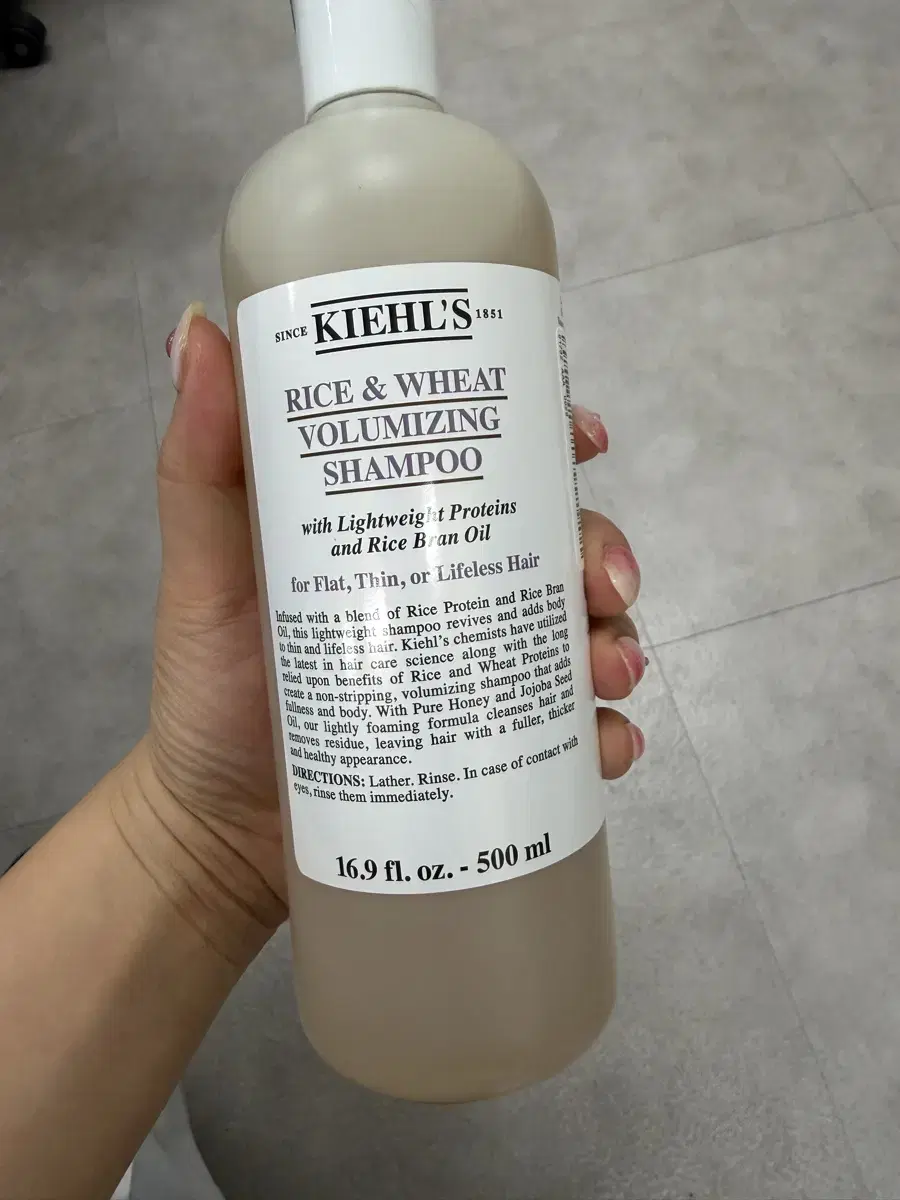 SINCE KIEHL'S 1851
RICE & WHEAT
VOLUMIZING
SHAMPOO
with Lightweight Proteins
and Rice Bran Oil
for Flat, Thin, or Lifeless Hair
Infused with a blend of Rice Protein and Rice Bran
Oil, this lightweight shampoo revives and adds body
to thin and lifeless hair. Kiehl's chemists have utilized
the latest in hair care science along with the long
relied upon benefits of Rice and Wheat Proteins to
create a non-stripping, volumizing shampoo that adds
fullness and body. With Pure Honey and Jojoba Seed
Oil, our lightly foaming formula cleanses hair and
removes residue, leaving hair with a fuller, thicker
and healthy appearance.
DIRECTIONS: Lather. Rinse. In case of contact with
eyes, rinse them immediately.
16.9 fl. oz. - 500 ml